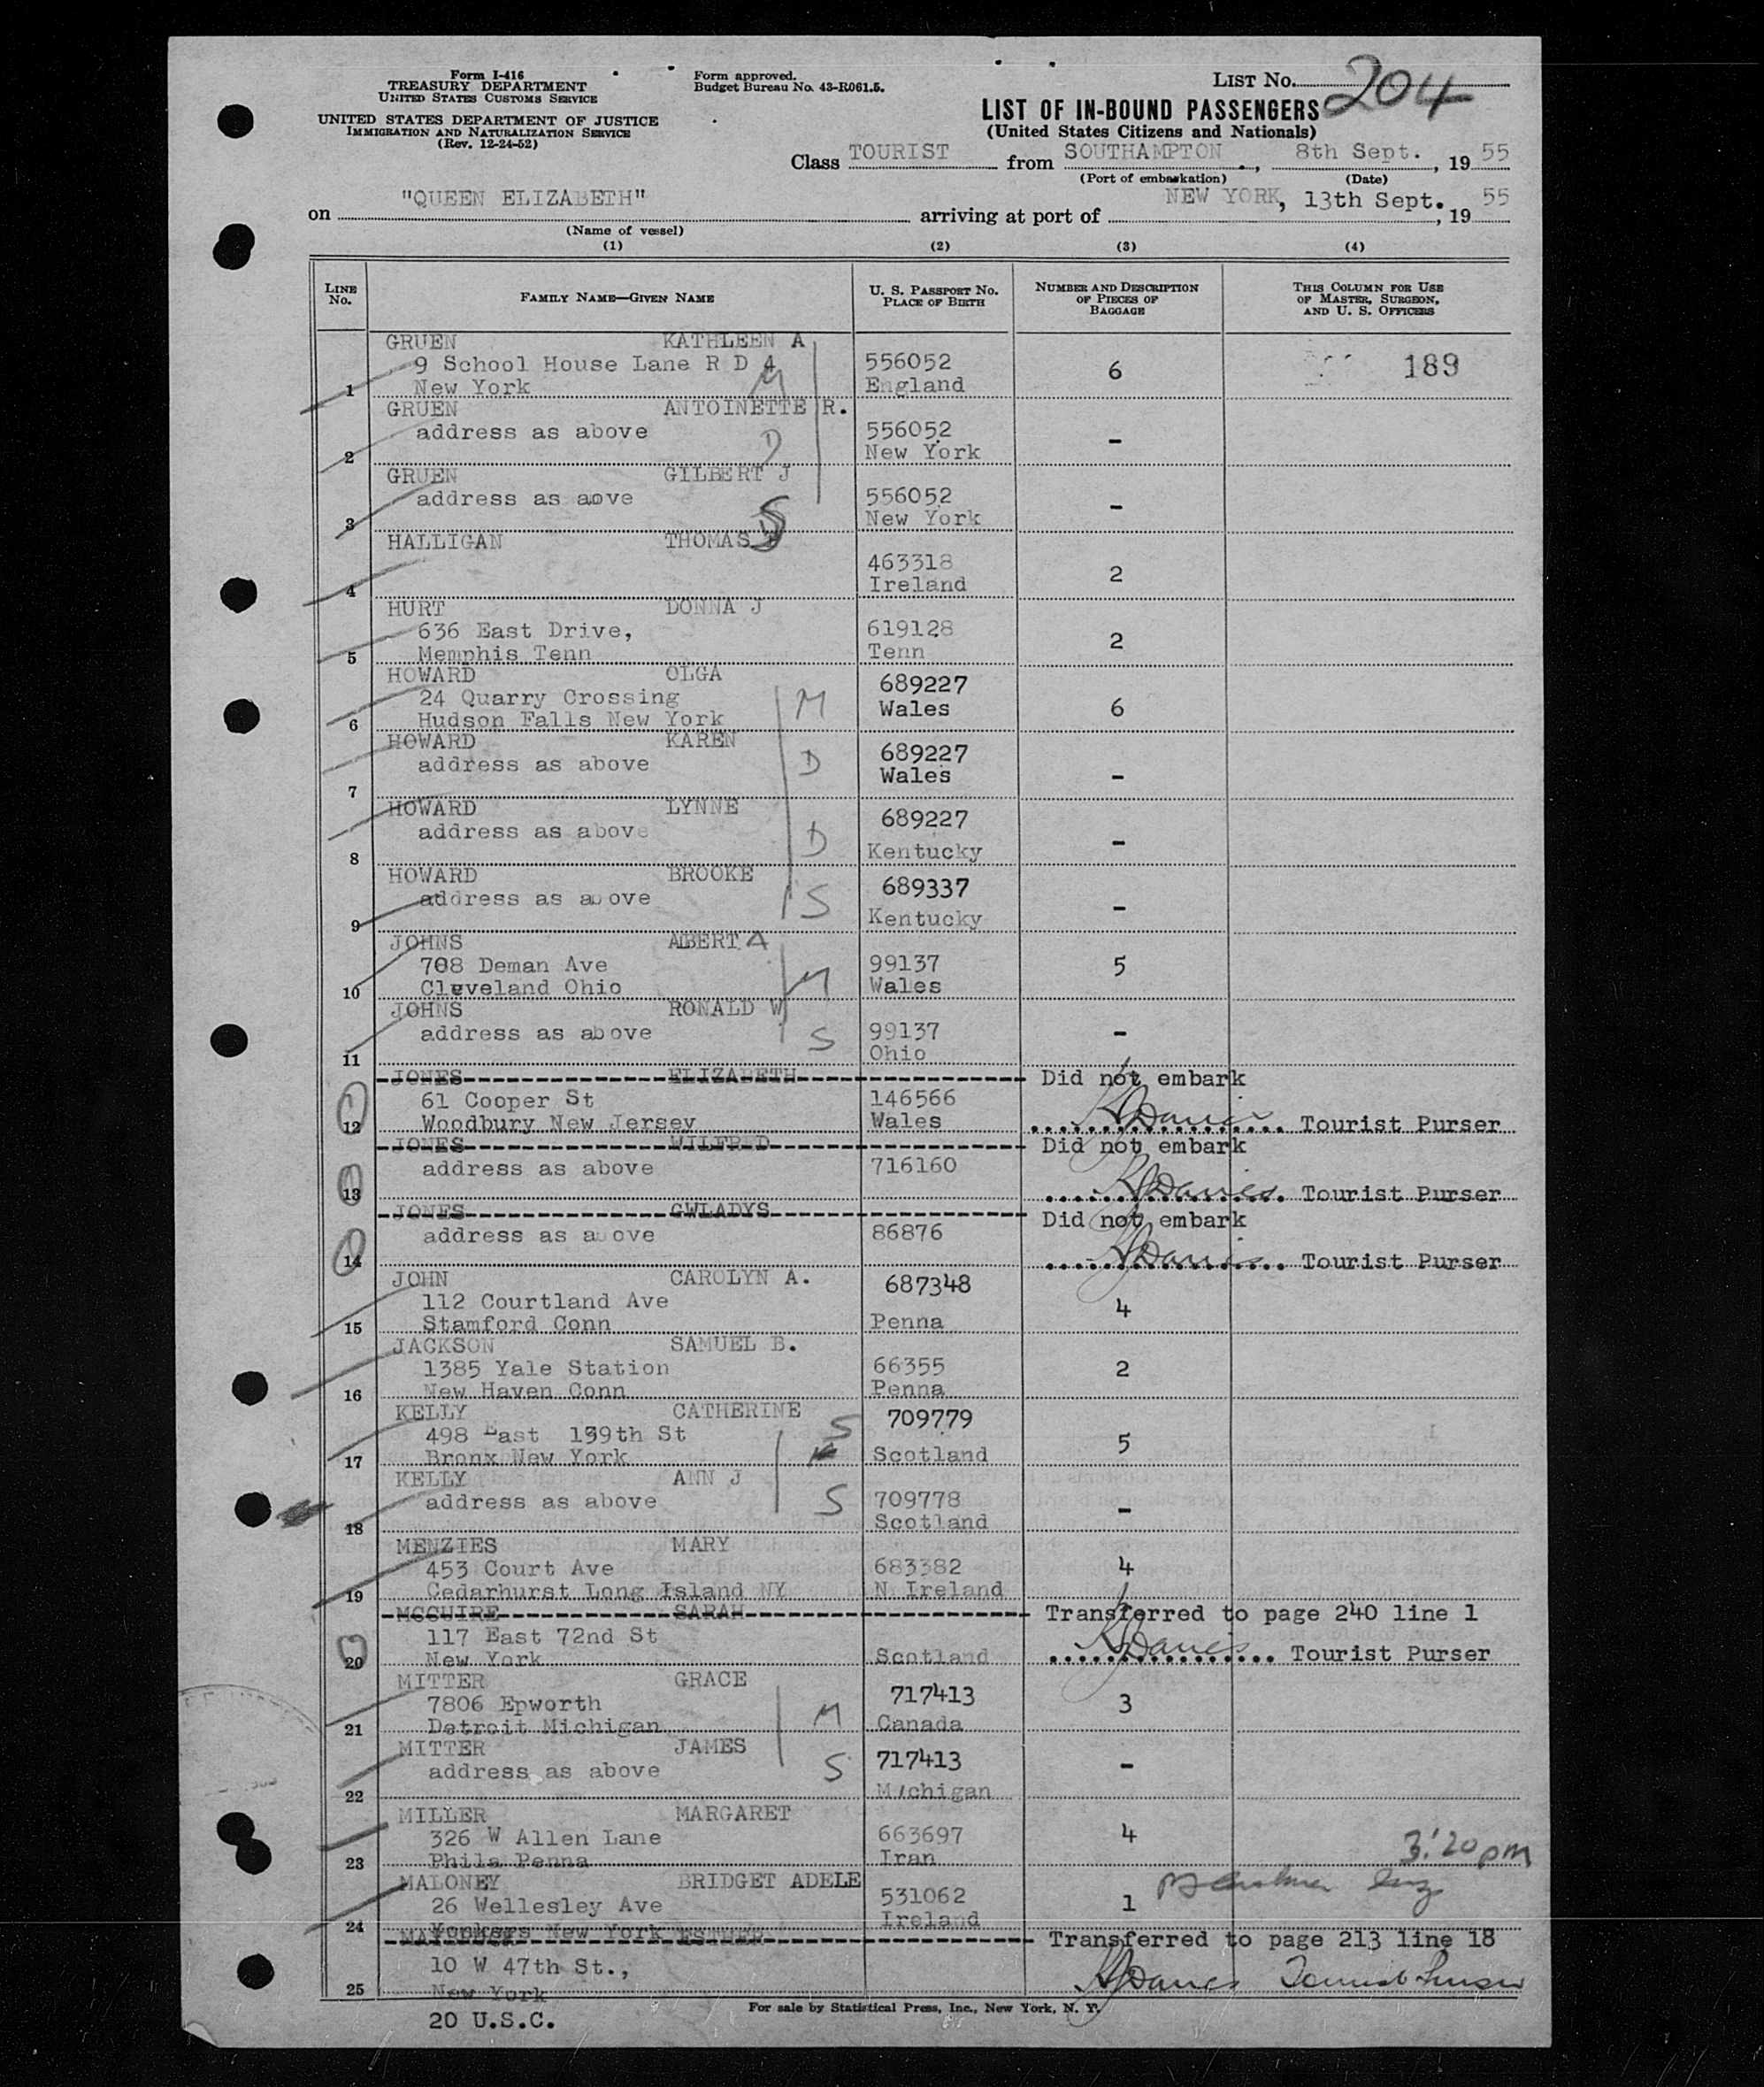 Form I-416
TREASURY DEPARTMENT
UNITED STATES CUSTOMS SERVICE
UNITED STATES DEPARTMENT OF JUSTICE
IMMIGRATION AND NATURALIZATION SERVICE
(Rev. 12-24-52)
Form approved.
Budget Bureau No. 43-R061.5.
LIST NO. 204
LIST OF IN-BOUND PASSENGERS
(United States Citizens and Nationals)
Class TOURIST from SOUTHAMPTON, 8th Sept., 1955
(Port of embarkation) (Date)
on "QUEEN ELIZABETH" arriving at port of NEW YORK, 13th Sept., 1955
(Name of vessel)
(1) (2) (3) (4)
LINE NO. FAMILY NAME—GIVEN NAME U. S. PASSPORT NO. PLACE OF BIRTH NUMBER AND DESCRIPTION OF PIECES OF BAGGAGE THIS COLUMN FOR USE OF MASTER, SURGEON, AND U. S. OFFICERS
GRUEN KATHLEEN A
9 School House Lane R D 4 556052 6 189
1 New York M England
GRUEN ANTOINETTE R.
address as above 556052 -
2 D New York
GRUEN GILBERT J
address as aove 556052 -
3 S New York
HALLIGAN THOMAS
463318 2
4 Ireland
HURT DONNA J
636 East Drive, 619128 2
5 Memphis Tenn Tenn
HOWARD OLGA 689227
24 Quarry Crossing M Wales 6
6 Hudson Falls New York
HOWARD KAREN 689227
address as above D Wales -
7
HOWARD LYNNE 689227
address as above D Kentucky -
8
HOWARD BROOKE 689337
address as above S Kentucky -
9
JOHNS ALBERT A
708 Deman Ave 99137 5
10 Cleveland Ohio M Wales
JOHNS RONALD W
address as above 99137 -
11 S Ohio
JONES ELIZABETH Did not embark
61 Cooper St 146566
12 Woodbury New Jersey Wales Tourist Purser
JONES WILFRED Did not embark
address as above 716160
13 Tourist Purser
JONES GWLADYS Did not embark
address as above 86876
14 Tourist Purser
JOHN CAROLYN A. 687348
112 Courtland Ave 4
15 Stamford Conn Penna
JACKSON SAMUEL B.
1385 Yale Station 66355 2
16 New Haven Conn Penna
KELLY CATHERINE S 709779
498 East 139th St 5
17 Bronx New York Scotland
KELLY ANN J
address as above S 709778 -
18 Scotland
MENZIES MARY
453 Court Ave 683382 4
19 Cedarhurst Long Island NY N. Ireland
MCGUIRE SARAH Transferred to page 240 line 1
117 East 72nd St
20 New York Scotland Tourist Purser
MITTER GRACE 717413
7806 Epworth M 3
21 Detroit Michigan Canada
MITTER JAMES 717413
address as above S -
22 Michigan
MILLER MARGARET
326 W Allen Lane 663697 4
23 Phila Penna Iran 3:20 pm
MALONEY BRIDGET ADELE
26 Wellesley Ave 531062 1
24 Yonkers New York Ireland
ESTHER Transferred to page 213 line 18
10 W 47th St.,
25 New York Tourist Purser
For sale by Statistical Press, Inc., New York, N. Y.
20 U.S.C.